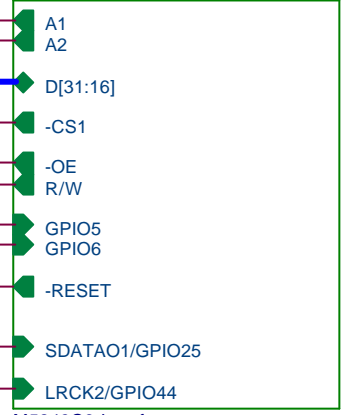 A1
A2
D[31:16]
-CS1
-OE
R/W
GPIO5
GPIO6
-RESET
SDATAO1/GPIO25
LRCK2/GPIO44